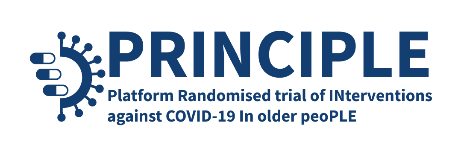 PRINCIPLE
Platform Randomised trial of INterventions
against COVID-19 In older peoPLE